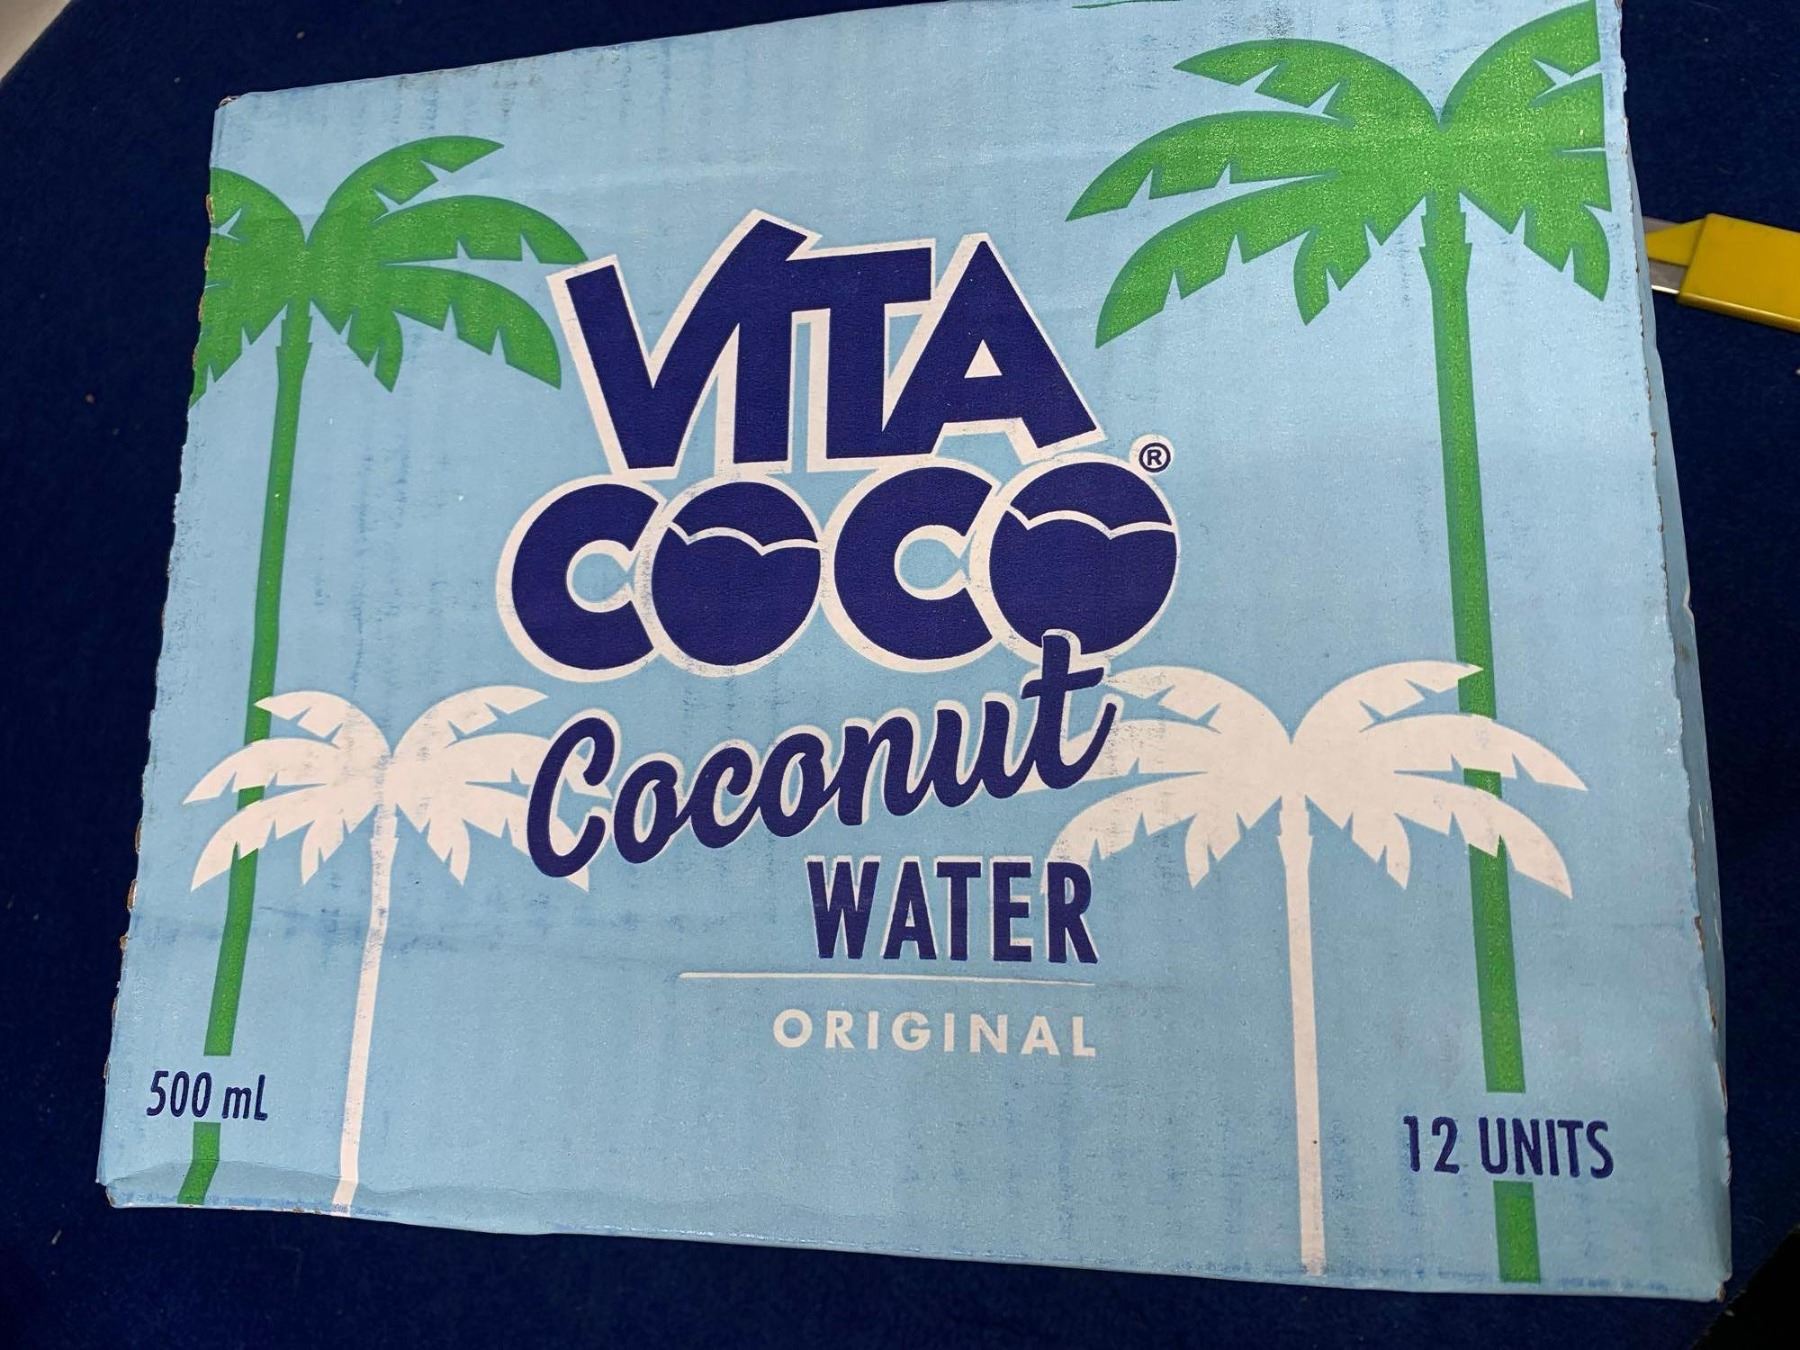 VITA
COCO®
Coconut
WATER
ORIGINAL
500 mL
12 UNITS